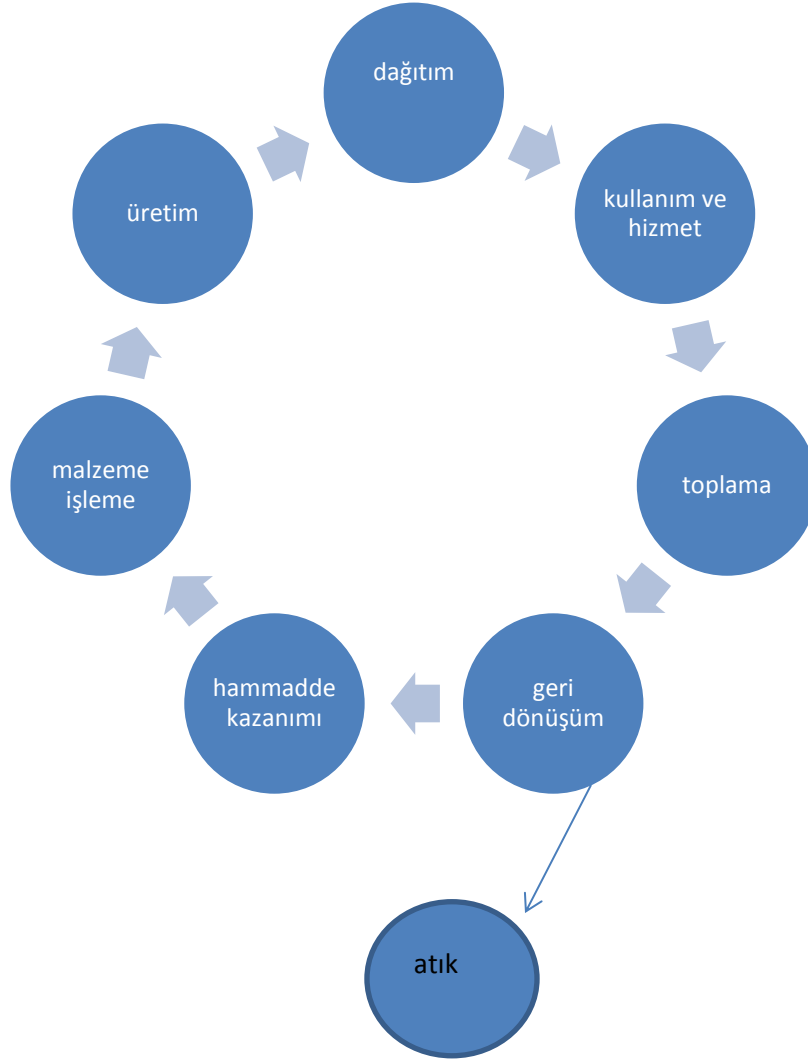 dağıtım
kullanım ve
hizmet
toplama
geri
dönüşüm
hammadde
kazanımı
malzeme
işleme
üretim
atık